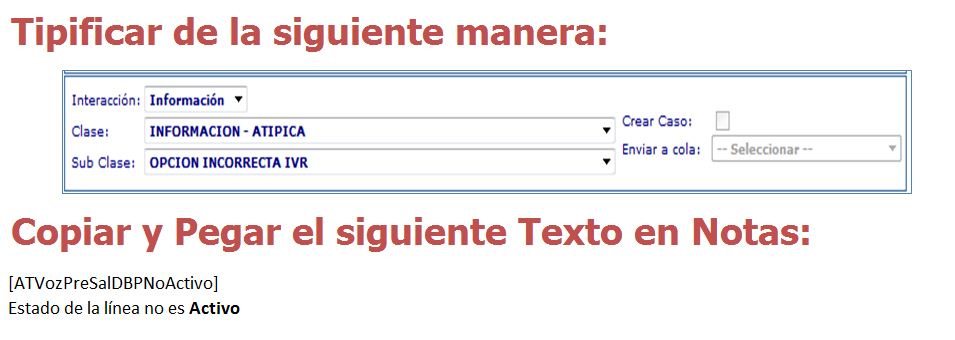 Tipificar de la siguiente manera:
Interacción: Información
Clase: INFORMACION - ATIPICA
Crear Caso:
Sub Clase: OPCION INCORRECTA IVR
Enviar a cola: -- Seleccionar --
Copiar y Pegar el siguiente Texto en Notas:
[ATVozPreSalDBPNoActivo]
Estado de la línea no es Activo